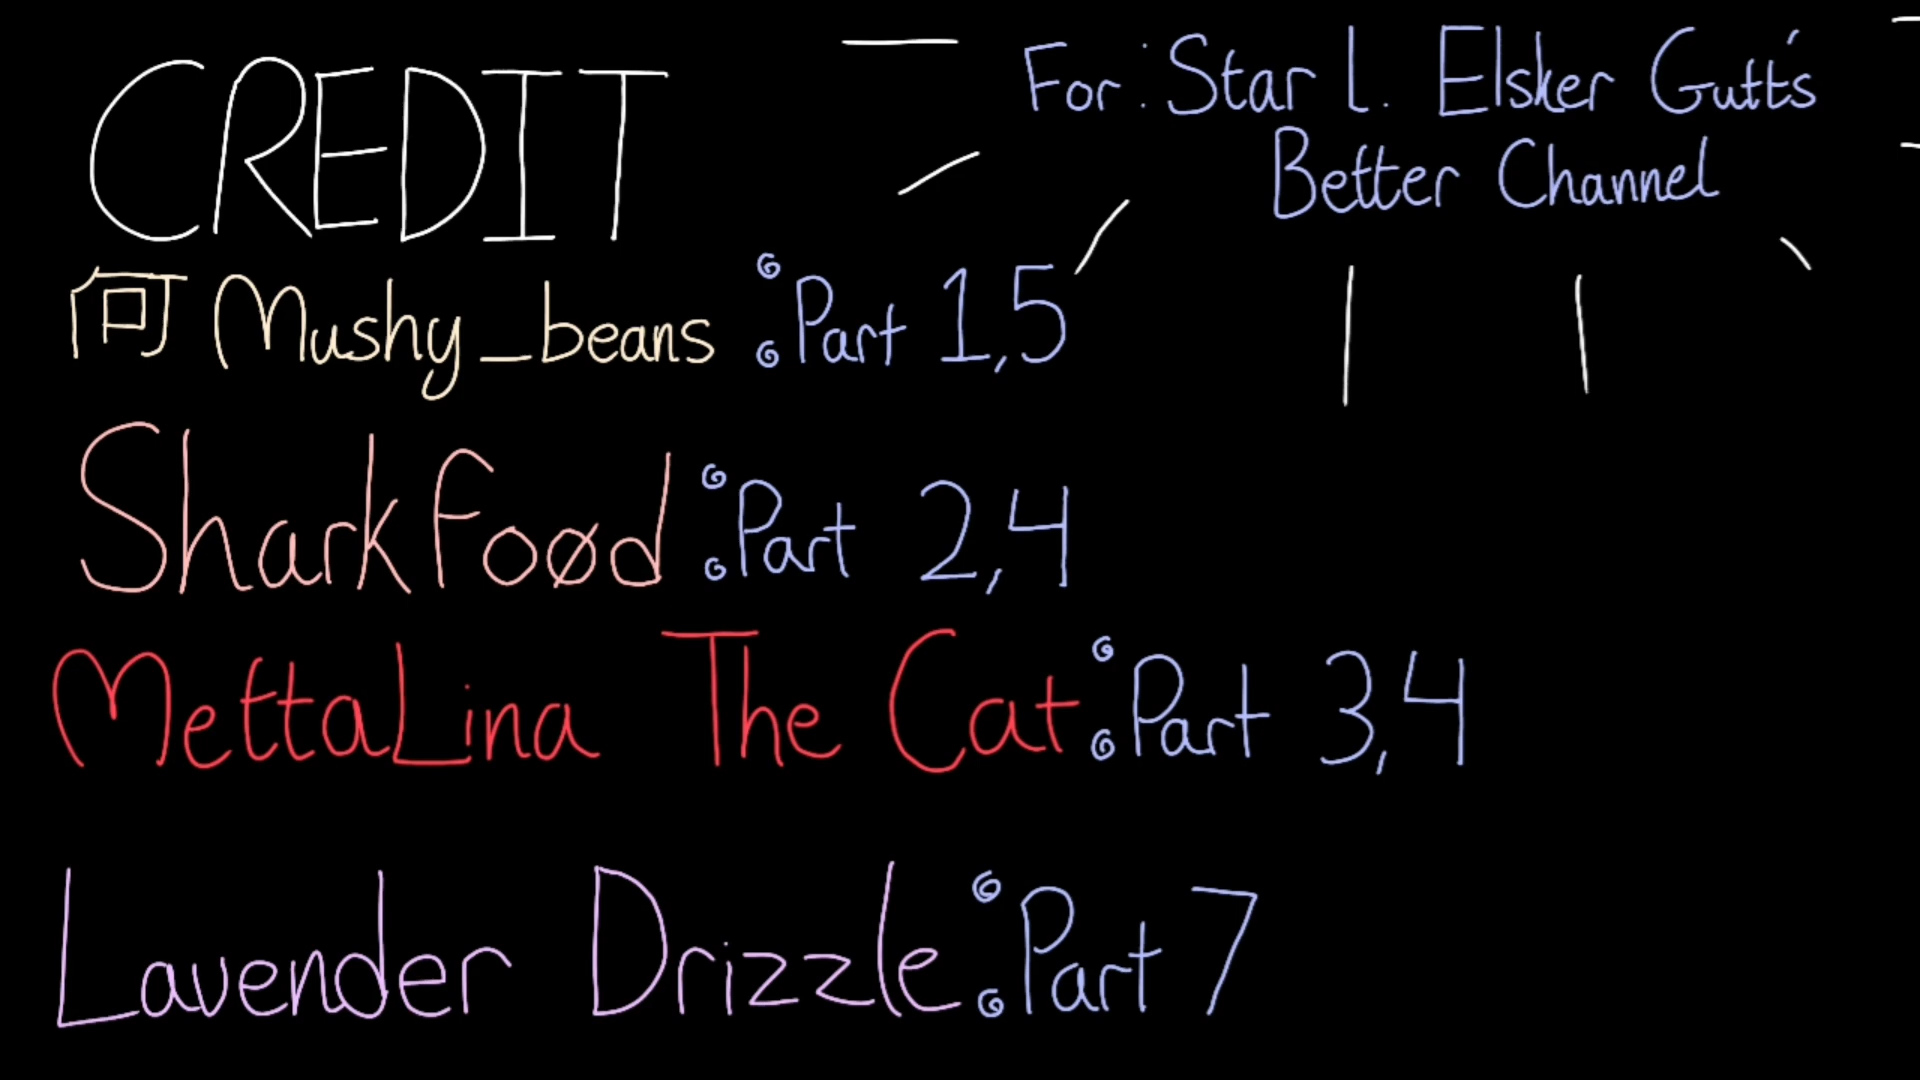 CREDIT
For: Star l. Elsker Gutt's
Better Channel
何 Mushy_beans : Part 1,5
Sharkfoød : Part 2,4
MettaLina The Cat : Part 3,4
Lavender Drizzle : Part 7